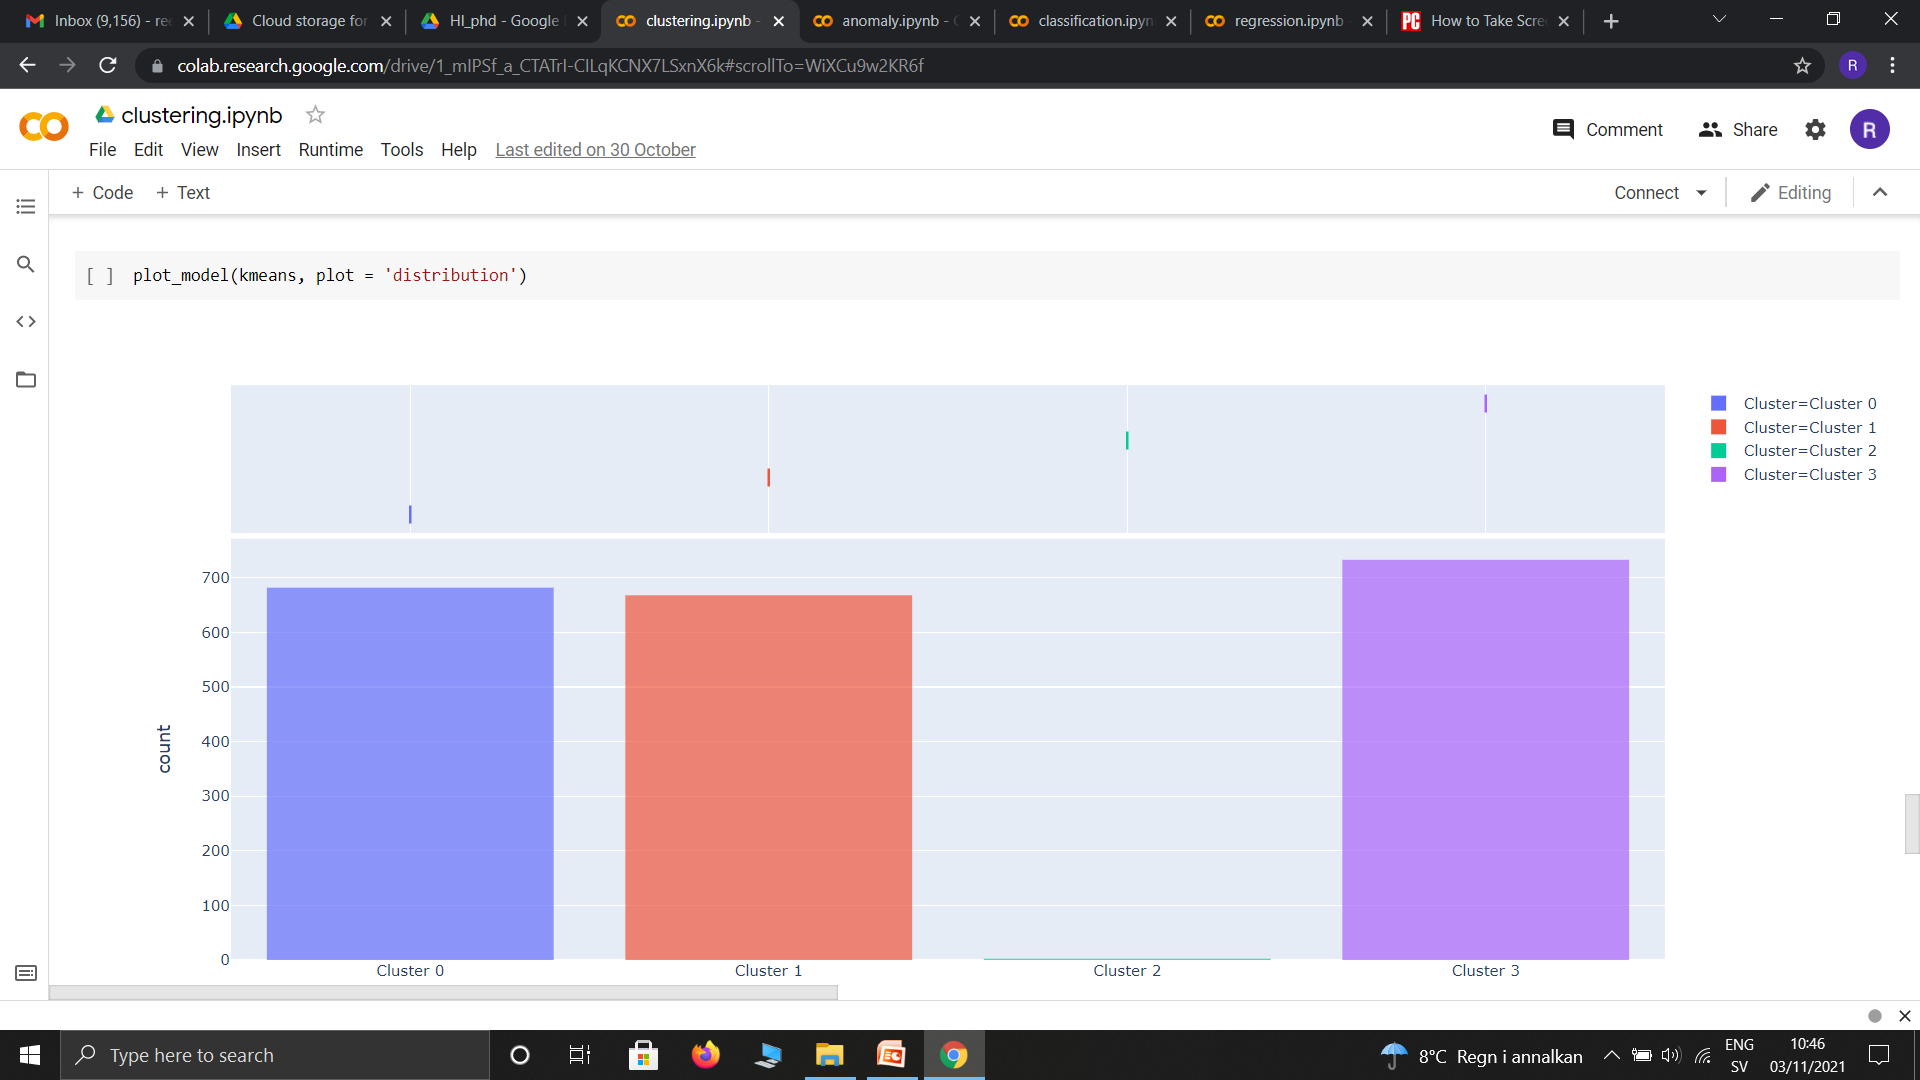 Inbox (9,156) - re
Cloud storage for
HI_phd - Google
clustering.ipynb -
anomaly.ipynb -
classification.ipyn
regression.ipynb
PC
How to Take Scre
colab.research.google.com/drive/1_mIPSf_a_CTATrI-CILqKCNX7LSxnX6k#scrollTo=WiXCu9w2KR6f
R
clustering.ipynb
File Edit View Insert Runtime Tools Help Last edited on 30 October
Comment Share R
+ Code + Text
Connect Editing
[ ] plot_model(kmeans, plot = 'distribution')
Cluster=Cluster 0
Cluster=Cluster 1
Cluster=Cluster 2
Cluster=Cluster 3
700
600
500
400
300
200
100
0
count
Cluster 0 Cluster 1 Cluster 2 Cluster 3
Type here to search
8°C Regn i annalkan
ENG
SV
10:46
03/11/2021